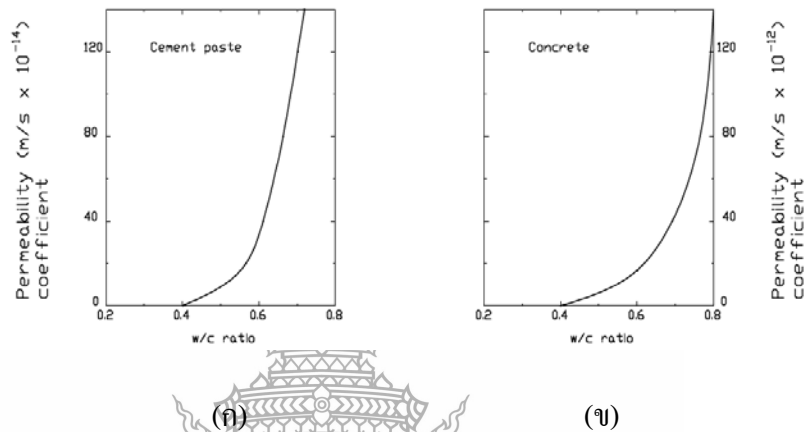 Permeability (m/s x 10-14)
coefficient
120
80
40
0
0.2
0.4
0.6
0.8
Cement paste
w/c ratio
(ก)
Concrete
120
80
40
0
0.2
0.4
0.6
0.8
w/c ratio
Permeability (m/s x 10-12)
coefficient
(ข)